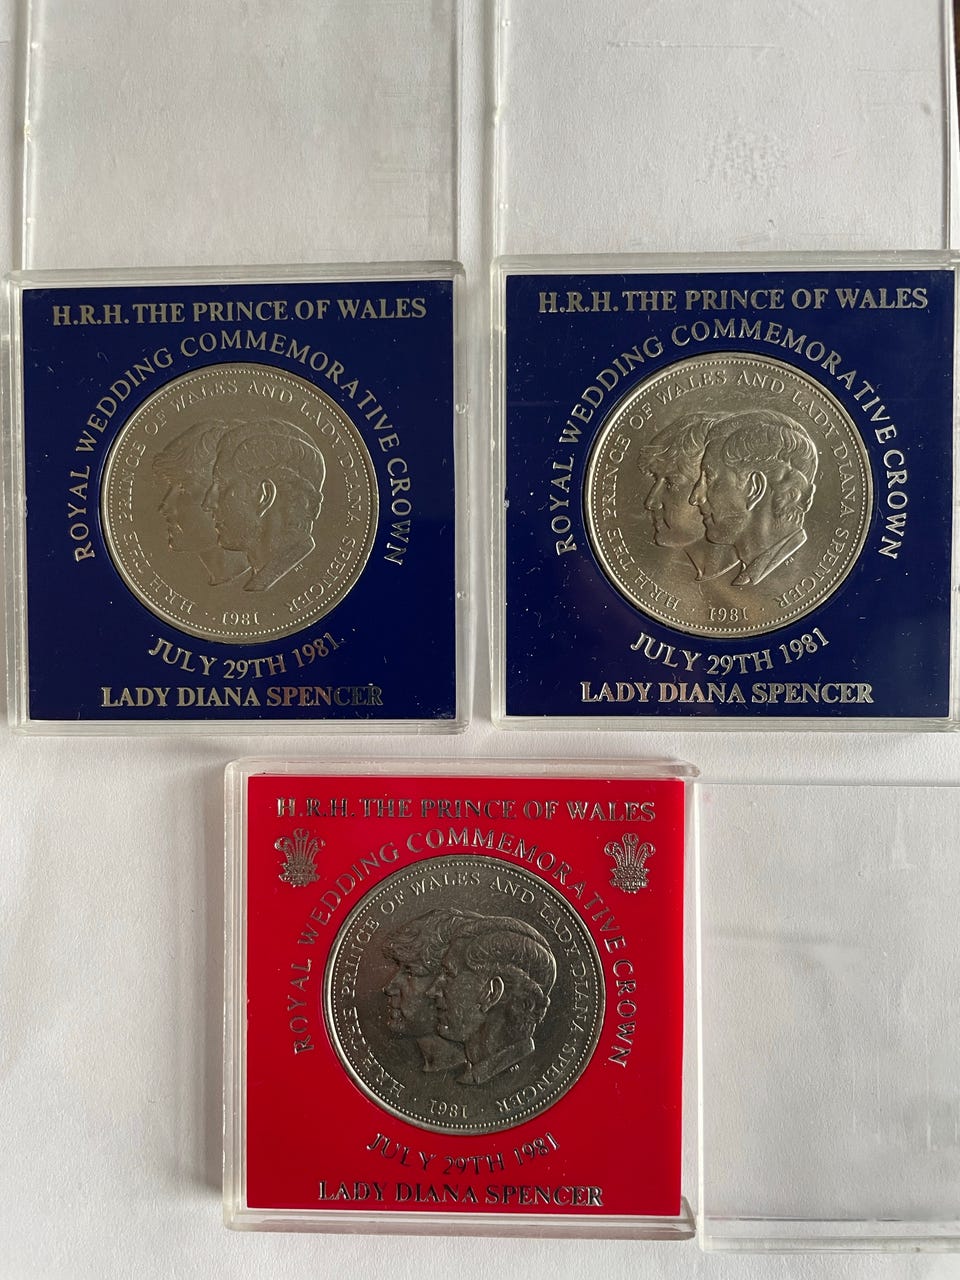 H.R.H. THE PRINCE OF WALES
ROYAL WEDDING COMMEMORATIVE CROWN
H.R.H. THE PRINCE OF WALES AND LADY DIANA SPENCER
· 1981 ·
JULY 29TH 1981
LADY DIANA SPENCER
H.R.H. THE PRINCE OF WALES
ROYAL WEDDING COMMEMORATIVE CROWN
H.R.H. THE PRINCE OF WALES AND LADY DIANA SPENCER
· 1981 ·
JULY 29TH 1981
LADY DIANA SPENCER
H.R.H. THE PRINCE OF WALES
ROYAL WEDDING COMMEMORATIVE CROWN
H.R.H. THE PRINCE OF WALES AND LADY DIANA SPENCER
· 1981 ·
JULY 29TH 1981
LADY DIANA SPENCER